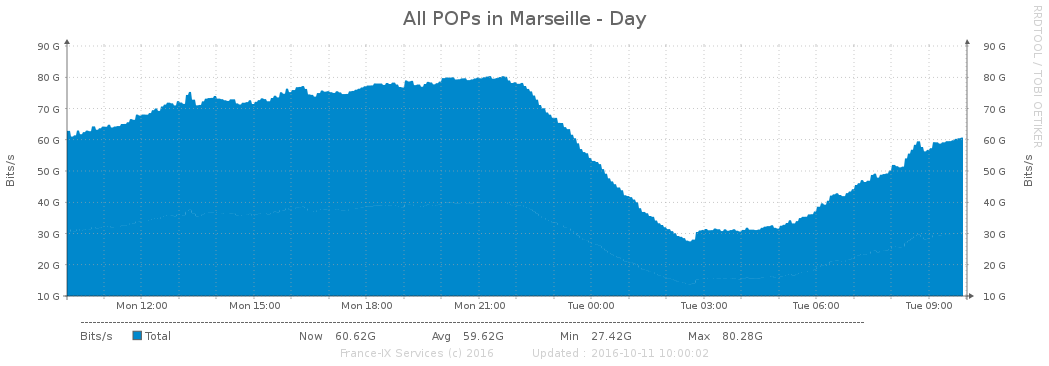 All POPs in Marseille - Day
RRDTOOL / TOBI OETIKER
Bits/s
90 G 90 G
80 G 80 G
70 G 70 G
60 G 60 G
50 G 50 G
40 G 40 G
30 G 30 G
20 G 20 G
10 G 10 G
Bits/s
Mon 12:00 Mon 15:00 Mon 18:00 Mon 21:00 Tue 00:00 Tue 03:00 Tue 06:00 Tue 09:00
Bits/s Total Now 60.62G Avg 59.62G Min 27.42G Max 80.28G
France-IX Services (c) 2016 Updated : 2016-10-11 10:00:02